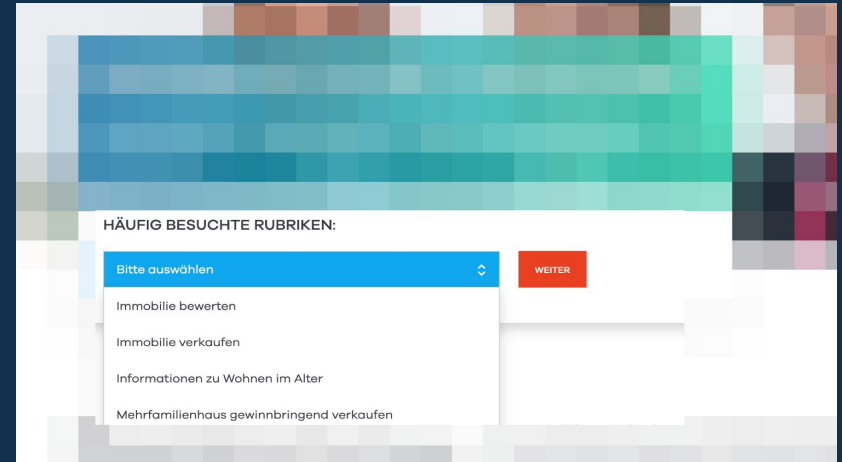 HÄUFIG BESUCHTE RUBRIKEN:
Bitte auswählen
WEITER
Immobilie bewerten
Immobilie verkaufen
Informationen zu Wohnen im Alter
Mehrfamilienhaus gewinnbringend verkaufen